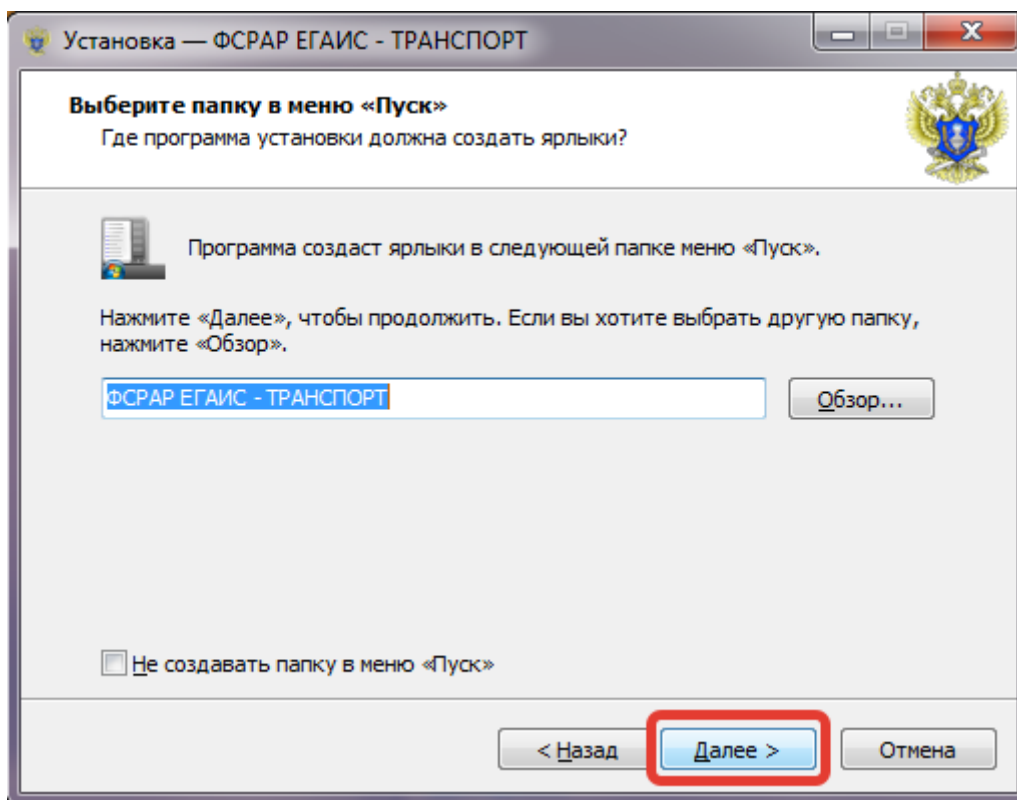 Установка — ФСРАР ЕГАИС - ТРАНСПОРТ
Выберите папку в меню «Пуск»
Где программа установки должна создать ярлыки?
Программа создаст ярлыки в следующей папке меню «Пуск».
Нажмите «Далее», чтобы продолжить. Если вы хотите выбрать другую папку,
нажмите «Обзор».
ФСРАР ЕГАИС - ТРАНСПОРТ
Обзор...
Не создавать папку в меню «Пуск»
< Назад
Далее >
Отмена